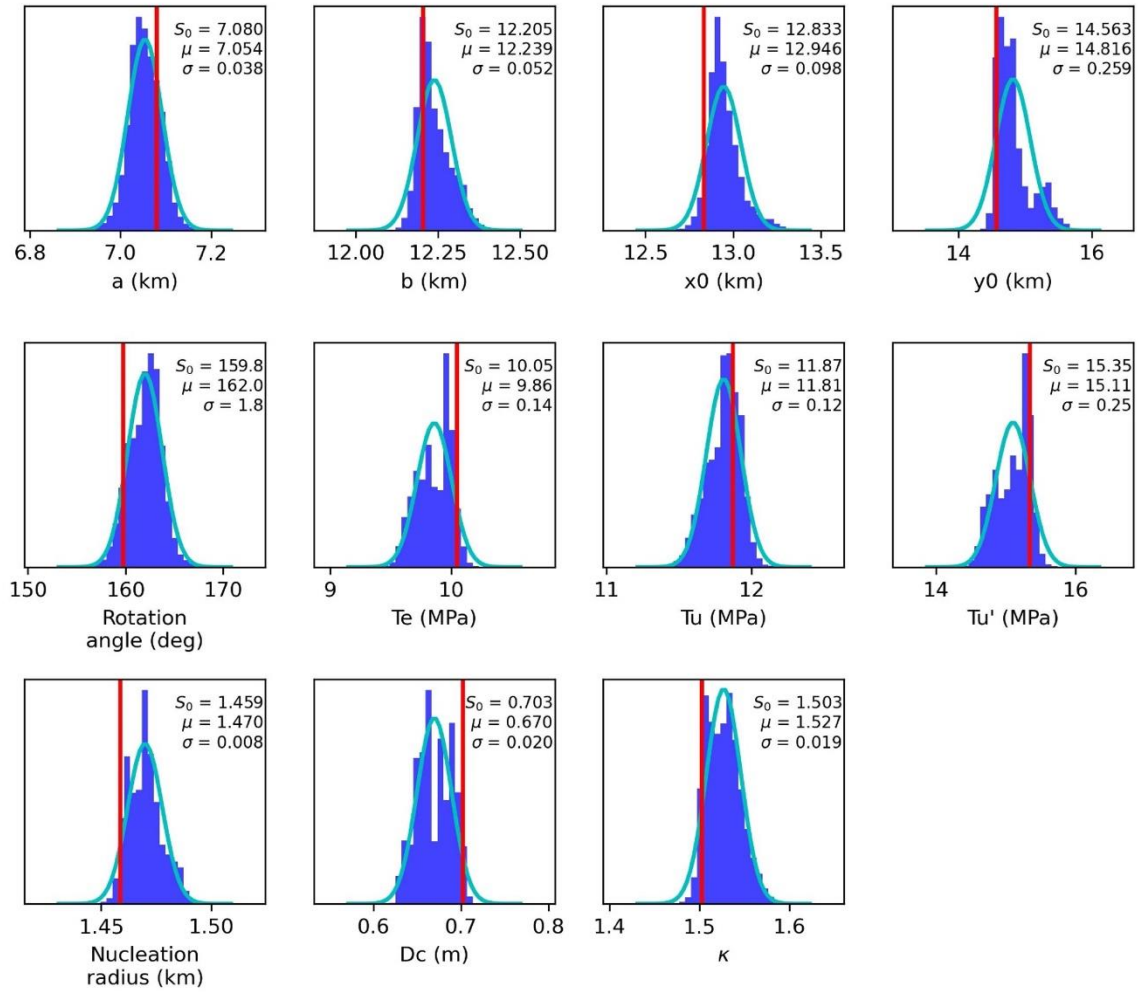 S₀ = 7.080
μ = 7.054
σ = 0.038
6.8 7.0 7.2
a (km)
S₀ = 12.205
μ = 12.239
σ = 0.052
12.00 12.25 12.50
b (km)
S₀ = 12.833
μ = 12.946
σ = 0.098
12.5 13.0 13.5
x0 (km)
S₀ = 14.563
μ = 14.816
σ = 0.259
14 16
y0 (km)
S₀ = 159.8
μ = 162.0
σ = 1.8
150 160 170
Rotation
angle (deg)
S₀ = 10.05
μ = 9.86
σ = 0.14
9 10
Te (MPa)
S₀ = 11.87
μ = 11.81
σ = 0.12
11 12
Tu (MPa)
S₀ = 15.35
μ = 15.11
σ = 0.25
14 16
Tu' (MPa)
S₀ = 1.459
μ = 1.470
σ = 0.008
1.45 1.50
Nucleation
radius (km)
S₀ = 0.703
μ = 0.670
σ = 0.020
0.6 0.7 0.8
Dc (m)
S₀ = 1.503
μ = 1.527
σ = 0.019
1.4 1.5 1.6
κ